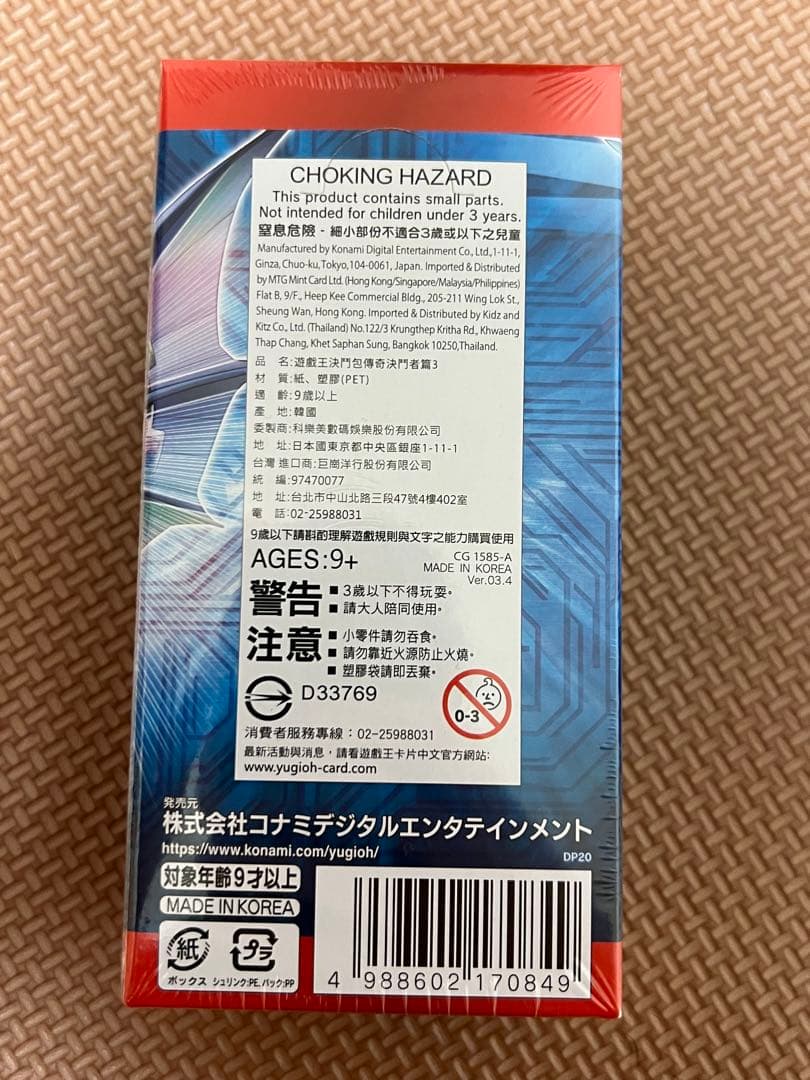 CHOKING HAZARD
This product contains small parts.
Not intended for children under 3 years.
窒息危險 - 細小部份不適合3歲或以下之兒童
Manufactured by Konami Digital Entertainment Co., Ltd.,1-11-1,
Ginza, Chuo-ku, Tokyo, 104-0061, Japan. Imported & Distributed
by MTG Mint Card Ltd. (Hong Kong/Singapore/Malaysia/Philippines)
Flat B, 9/F., Heep Kee Commercial Bldg., 205-211 Wing Lok St.,
Sheung Wan, Hong Kong. Imported & Distributed by Kidz and
Kitz Co., Ltd. (Thailand) No.122/3 Krungthep Kritha Rd., Khwaeng
Thap Chang, Khet Saphan Sung, Bangkok 10250,Thailand.
品 名:遊戲王決鬥包傳奇決鬥者篇3
材 質:紙、塑膠(PET)
適 齡:9歲以上
產 地:韓國
委製商:科樂美數碼娛樂股份有限公司
地 址:日本國東京都中央區銀座1-11-1
台灣 進口商:巨崗洋行股份有限公司
統 編:97470077
地 址:台北市中山北路三段47號4樓402室
電 話:02-25988031
9歲以下請斟酌理解遊戲規則與文字之能力購買使用
AGES:9+
CG 1585-A
MADE IN KOREA
Ver.03.4
警告
■ 3歲以下不得玩耍。
■ 請大人陪同使用。
注意
■ 小零件請勿吞食。
■ 請勿靠近火源防止火燒。
■ 塑膠袋請即丟棄。
D33769
0-3
消費者服務專線：02-25988031
最新活動與消息，請看遊戲王卡片中文官方網站:
www.yugioh-card.com
発売元
株式会社コナミデジタルエンタテインメント
https://www.konami.com/yugioh/
DP20
対象年齢9才以上
MADE IN KOREA
紙
プラ
ボックス シュリンク:PE, パック:PP
4 988602 170849